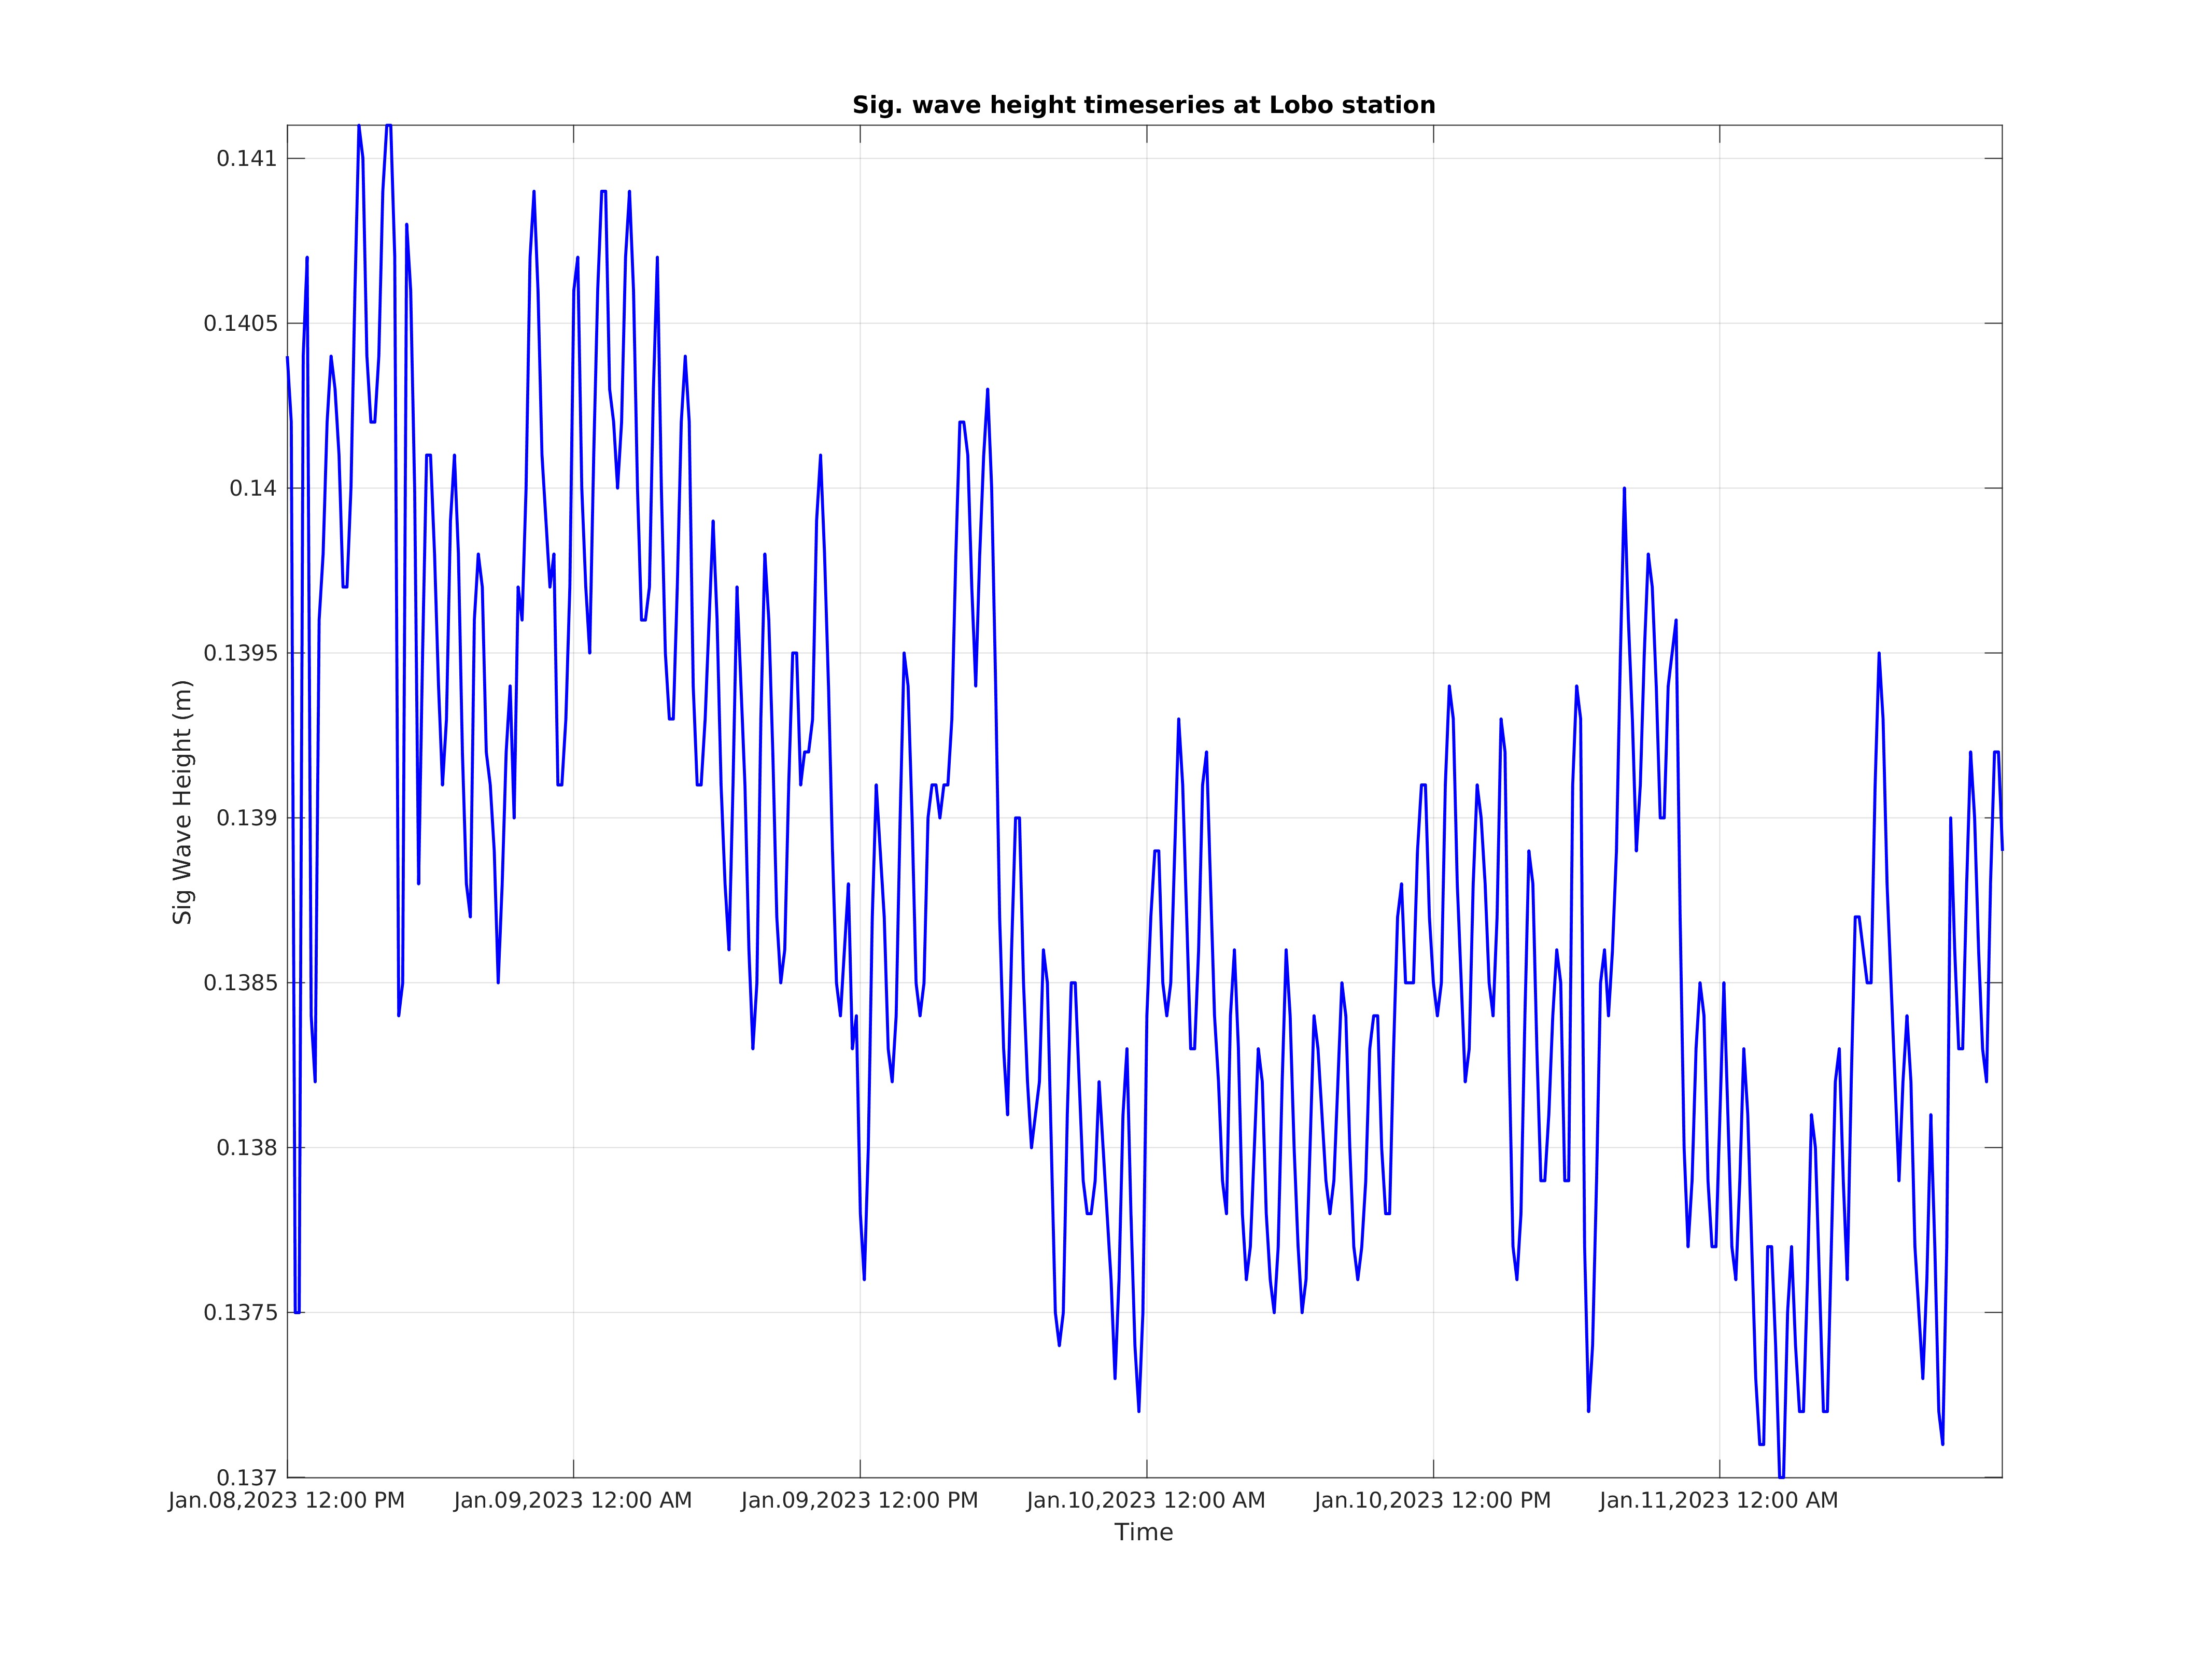 Sig. wave height timeseries at Lobo station
0.141
0.1405
0.14
0.1395
0.139
0.1385
0.138
0.1375
0.137
Sig Wave Height (m)
Jan.08,2023 12:00 PM Jan.09,2023 12:00 AM Jan.09,2023 12:00 PM Jan.10,2023 12:00 AM Jan.10,2023 12:00 PM Jan.11,2023 12:00 AM
Time